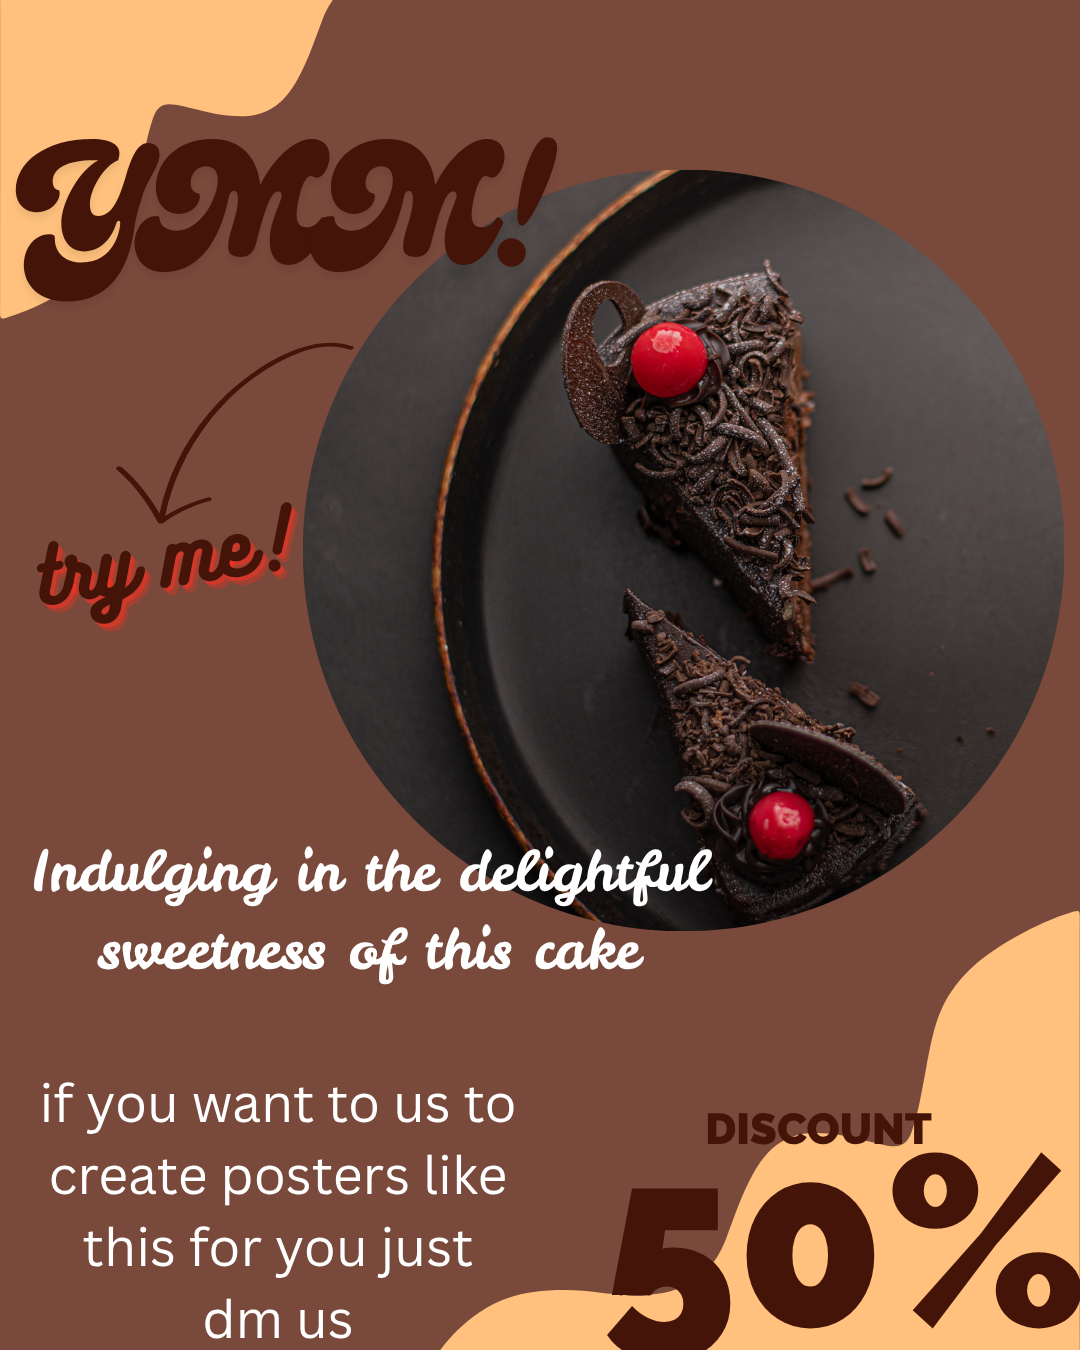 YMM!
try me!
Indulging in the delightful
sweetness of this cake
if you want to us to
create posters like
this for you just
dm us
DISCOUNT
50%